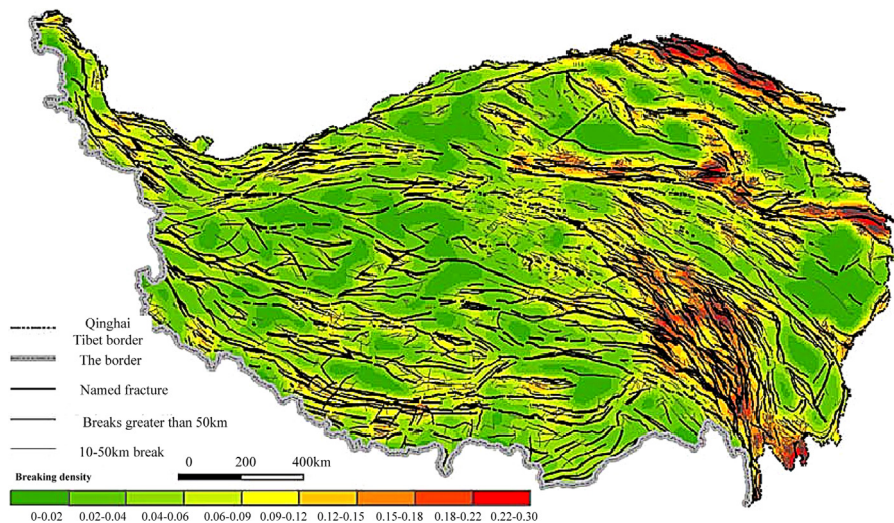 Qinghai
Tibet border
The border
Named fracture
Breaks greater than 50km
10-50km break
0 200 400km
Breaking density
0-0.02 0.02-0.04 0.04-0.06 0.06-0.09 0.09-0.12 0.12-0.15 0.15-0.18 0.18-0.22 0.22-0.30